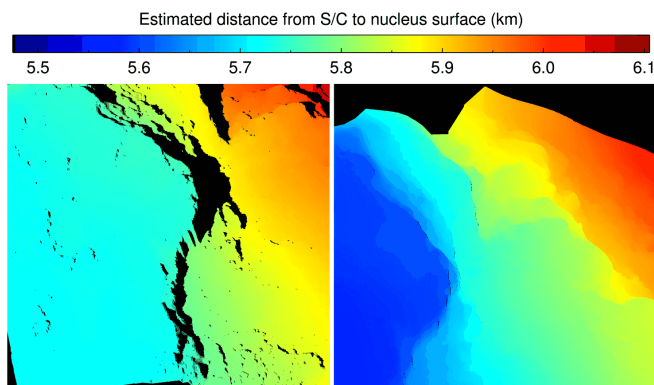 Estimated distance from S/C to nucleus surface (km)
5.5 5.6 5.7 5.8 5.9 6.0 6.1